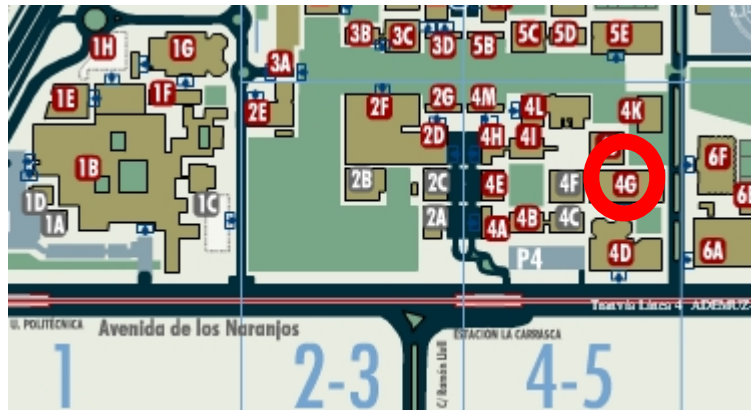 3B 3C 3D 5B 5C 5D 5E
1H 1G 3A
1E 1F 2E 2F 2G 4M 4L 4K
2D 4H 4I
1B 2B 2C 4E 4F 4G 6F
1D 1C
1A 2A 4A 4B 4C
P4 4D 6A
Tranvía Linea 4 ADEMUZ
U. POLITÉCNICA Avenida de los Naranjos
ESTACION LA CARRASCA
C/ Ramón Llull
1 2-3 4-5